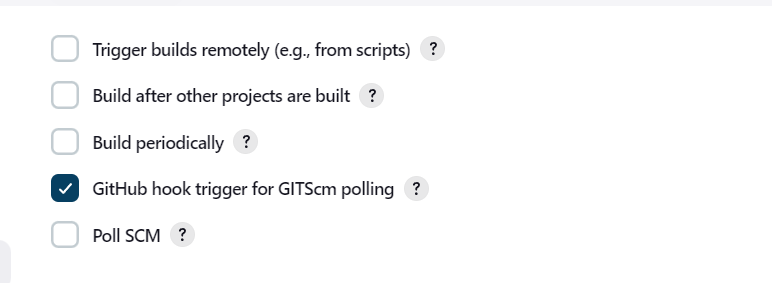 Trigger builds remotely (e.g., from scripts) ?
Build after other projects are built ?
Build periodically ?
GitHub hook trigger for GITScm polling ?
Poll SCM ?